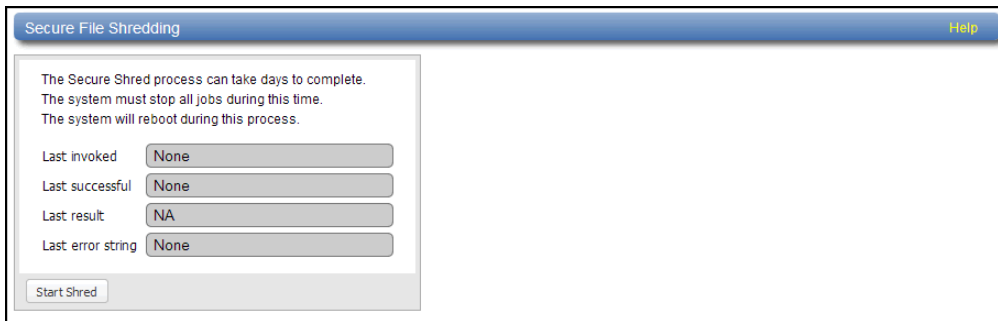 Secure File Shredding
Help
The Secure Shred process can take days to complete.
The system must stop all jobs during this time.
The system will reboot during this process.
Last invoked None
Last successful None
Last result NA
Last error string None
Start Shred